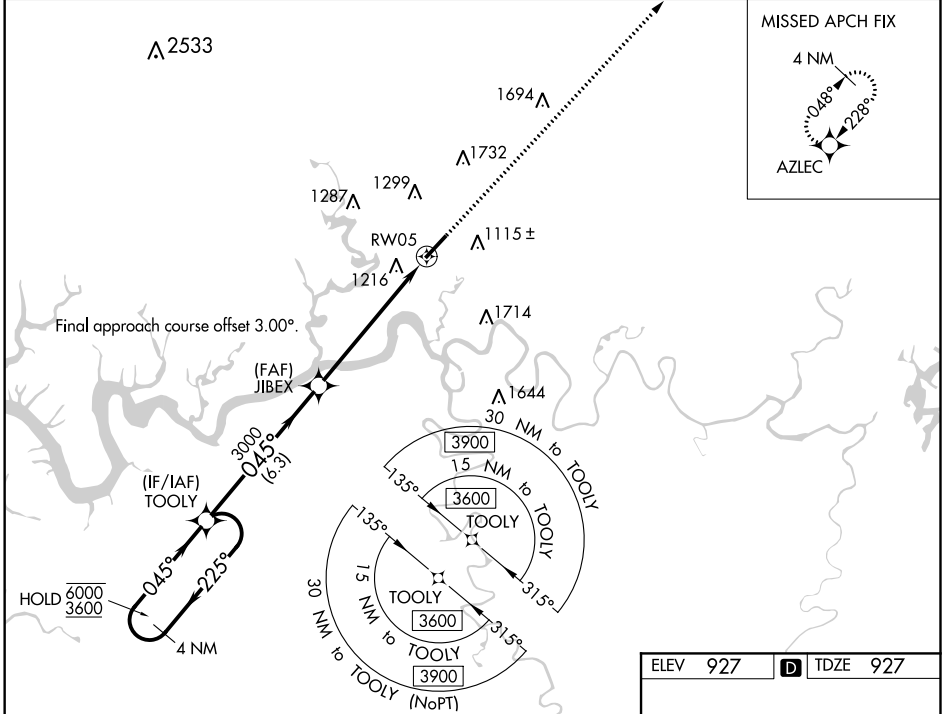 MISSED APCH FIX
4 NM
048°
228°
AZLEC
2533
1694
1732
1299
1287
RW05
1115 ±
1216
1714
Final approach course offset 3.00°.
(FAF)
JIBEX
1644
3000
045°
(6.3)
(IF/IAF)
TOOLY
045°
225°
HOLD 6000
3600
4 NM
30 NM to TOOLY
3900
15 NM to TOOLY
3600
135°
TOOLY
315°
135°
TOOLY
315°
3600
15 NM to TOOLY
3900
30 NM to TOOLY (NoPT)
ELEV 927 D TDZE 927